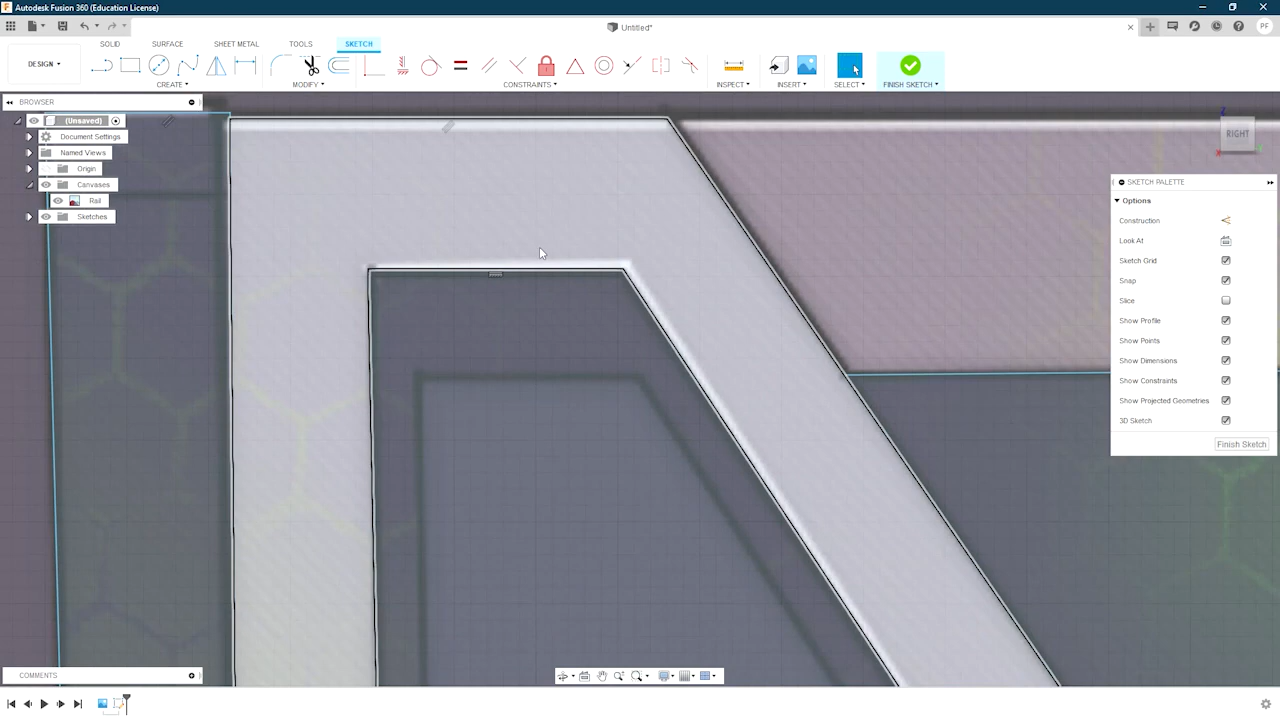 Autodesk Fusion 360 (Education License)
Untitled*
PF
DESIGN
SOLID
SURFACE
SHEET METAL
TOOLS
SKETCH
CREATE
MODIFY
CONSTRAINTS
INSPECT
INSERT
SELECT
FINISH SKETCH
BROWSER
(Unsaved)
Document Settings
Named Views
Origin
Canvases
Rail
Sketches
Z
RIGHT
X
Y
SKETCH PALETTE
Options
Construction
Look At
Sketch Grid
Snap
Slice
Show Profile
Show Points
Show Dimensions
Show Constraints
Show Projected Geometries
3D Sketch
Finish Sketch
COMMENTS